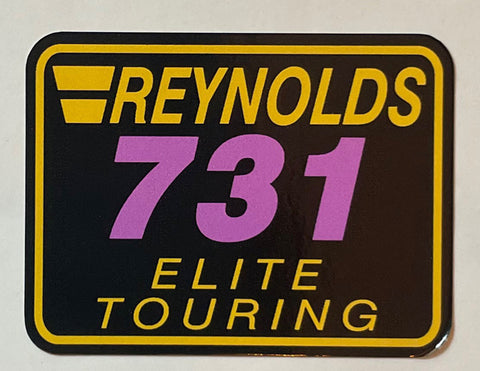 REYNOLDS
731
ELITE
TOURING